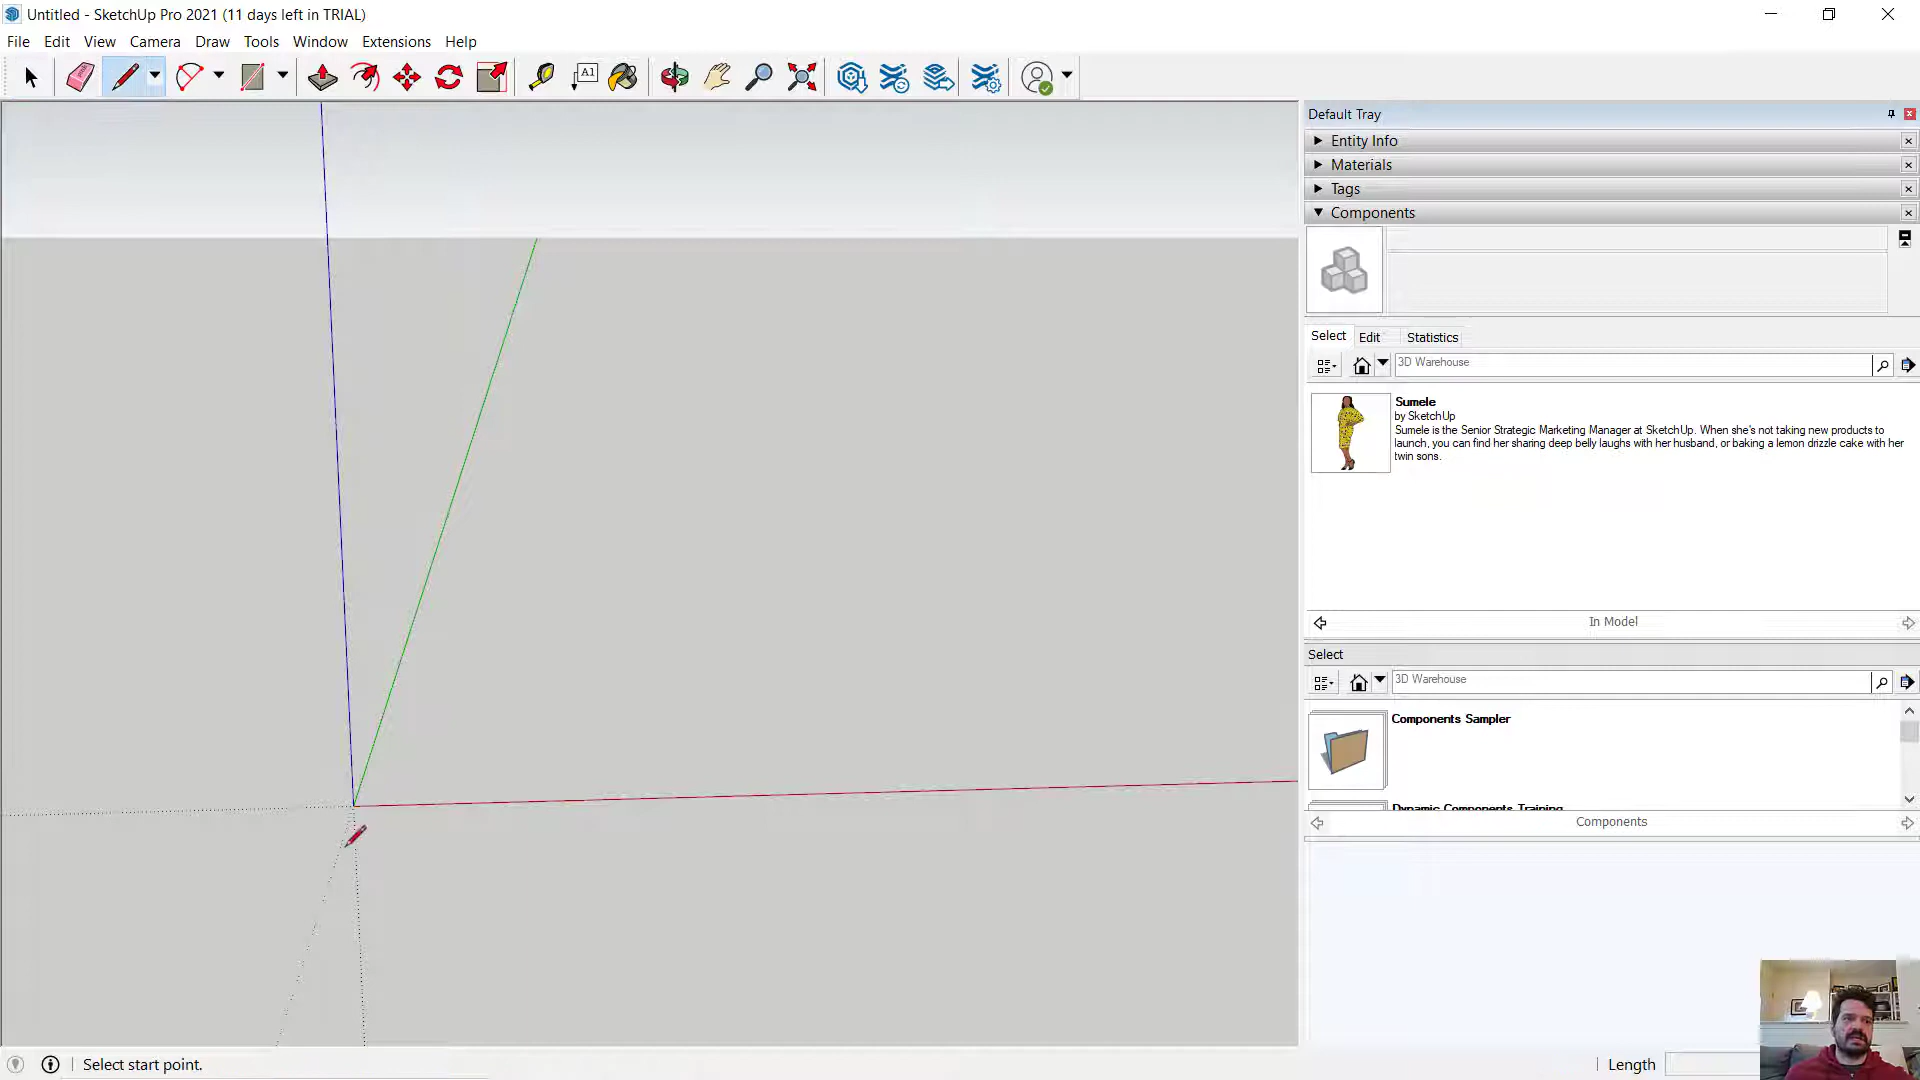 Untitled - SketchUp Pro 2021 (11 days left in TRIAL)
File Edit View Camera Draw Tools Window Extensions Help
A1
Default Tray
Entity Info
Materials
Tags
Components
Select Edit Statistics
3D Warehouse
Sumele
by SketchUp
Sumele is the Senior Strategic Marketing Manager at SketchUp. When she's not taking new products to
launch, you can find her sharing deep belly laughs with her husband, or baking a lemon drizzle cake with her
twin sons.
In Model
Select
3D Warehouse
Components Sampler
Dynamic Components Training
Components
Select start point.
Length